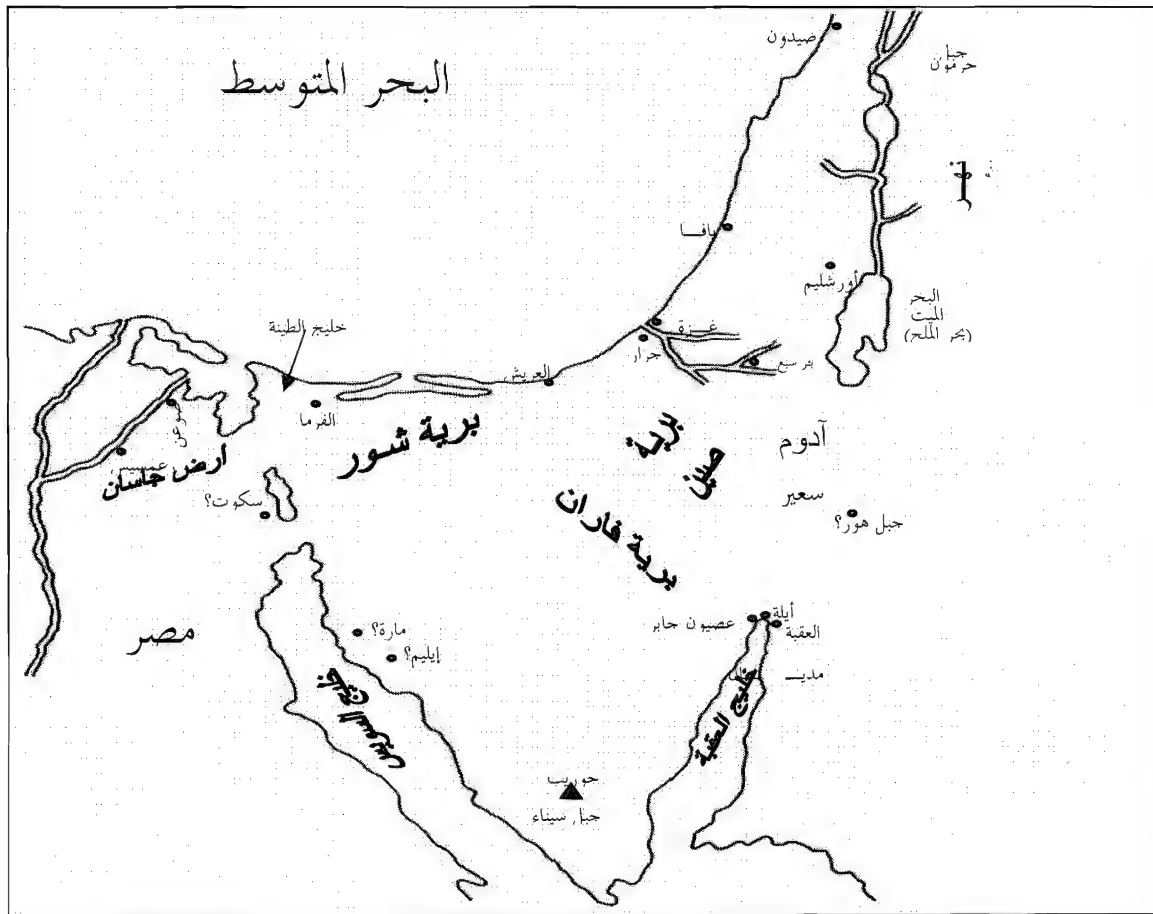 البحر المتوسط
صيدون
جبل
حرمون
نهر
يافا
أورشليم
البحر
الميت
(بحر الملح)
خليج الطينة
غزة
جرار
بئر سبع
العريش
الفرما
صوعن
أرض جاسان
برية شور
برية
صين
آدوم
سعير
جبل هور؟
سكوت؟
برية فاران
مصر
مارة؟
إيليم؟
أيلة
عصيون جابر
العقبة
خليج السويس
خليج العقبة
حوريب
جبل سيناء